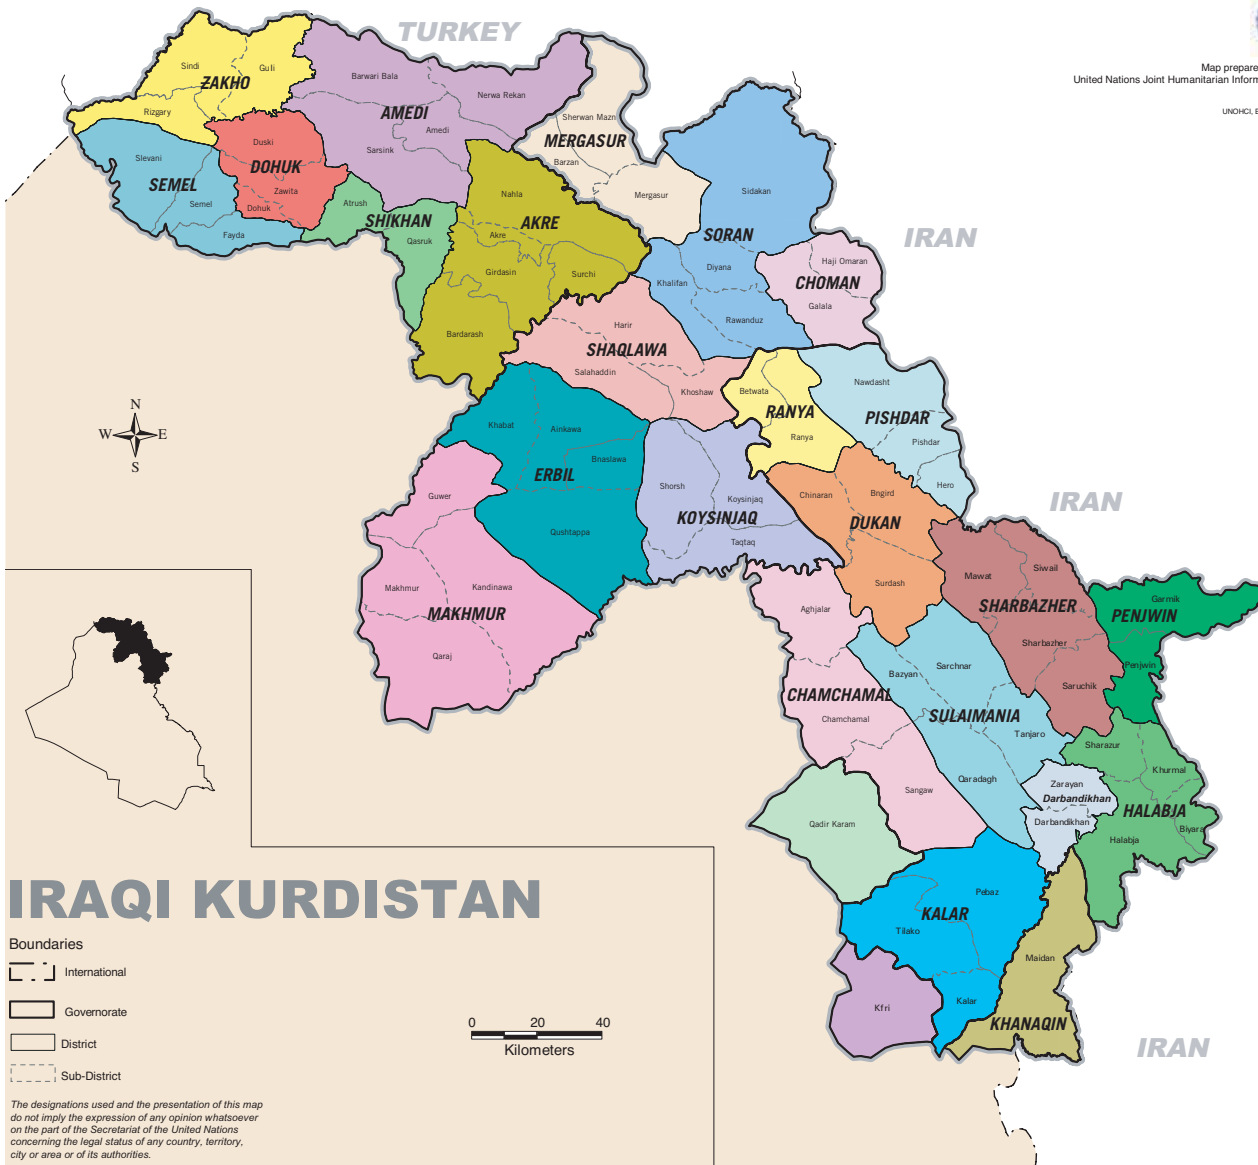 TURKEY
Map prepare
United Nations Joint Humanitarian Inform
UNOHCI, E
Sindi
Guli
ZAKHO
Rizgary
Barwari Bala
Nerwa Rekan
AMEDI
Amedi
Sarsink
Sherwan Mazn
MERGASUR
Barzan
Mergasur
Slevani
SEMEL
Semel
Fayda
Duski
DOHUK
Zawita
Dohuk
Atrush
SHIKHAN
Qasruk
Nahla
AKRE
Akre
Girdasin
Surchi
Bardarash
Sidakan
SORAN
Diyana
Khalifan
Rawanduz
IRAN
Haji Omaran
CHOMAN
Galala
Harir
SHAQLAWA
Salahaddin
Khoshaw
Betwata
RANYA
Ranya
Nawdasht
PISHDAR
Pishdar
Hero
N
W
E
S
Khabat
Ainkawa
Bnaslawa
ERBIL
Qushtappa
Shorsh
Koysinjaq
KOYSINJAQ
Taqtaq
Chinaran
Bngird
DUKAN
Surdash
IRAN
Guwer
Makhmur
Kandinawa
MAKHMUR
Qaraj
Mawat
Siwail
SHARBAZHER
Sharbazher
Saruchik
Garmik
PENJWIN
Penjwin
Aghjalar
CHAMCHAMAL
Chamchamal
Sangaw
Bazyan
Sarchnar
SULAIMANIA
Tanjaro
Qaradagh
Sharazur
Khurmal
HALABJA
Biyara
Halabja
Zarayan
Darbandikhan
Darbandikhan
Qadir Karam
Pebaz
KALAR
Tilako
Kalar
Kfri
Maidan
KHANAQIN
IRAN
IRAQI KURDISTAN
Boundaries
International
Governorate
District
Sub-District
0 20 40
Kilometers
The designations used and the presentation of this map
do not imply the expression of any opinion whatsoever
on the part of the Secretariat of the United Nations
concerning the legal status of any country, territory,
city or area or of its authorities.